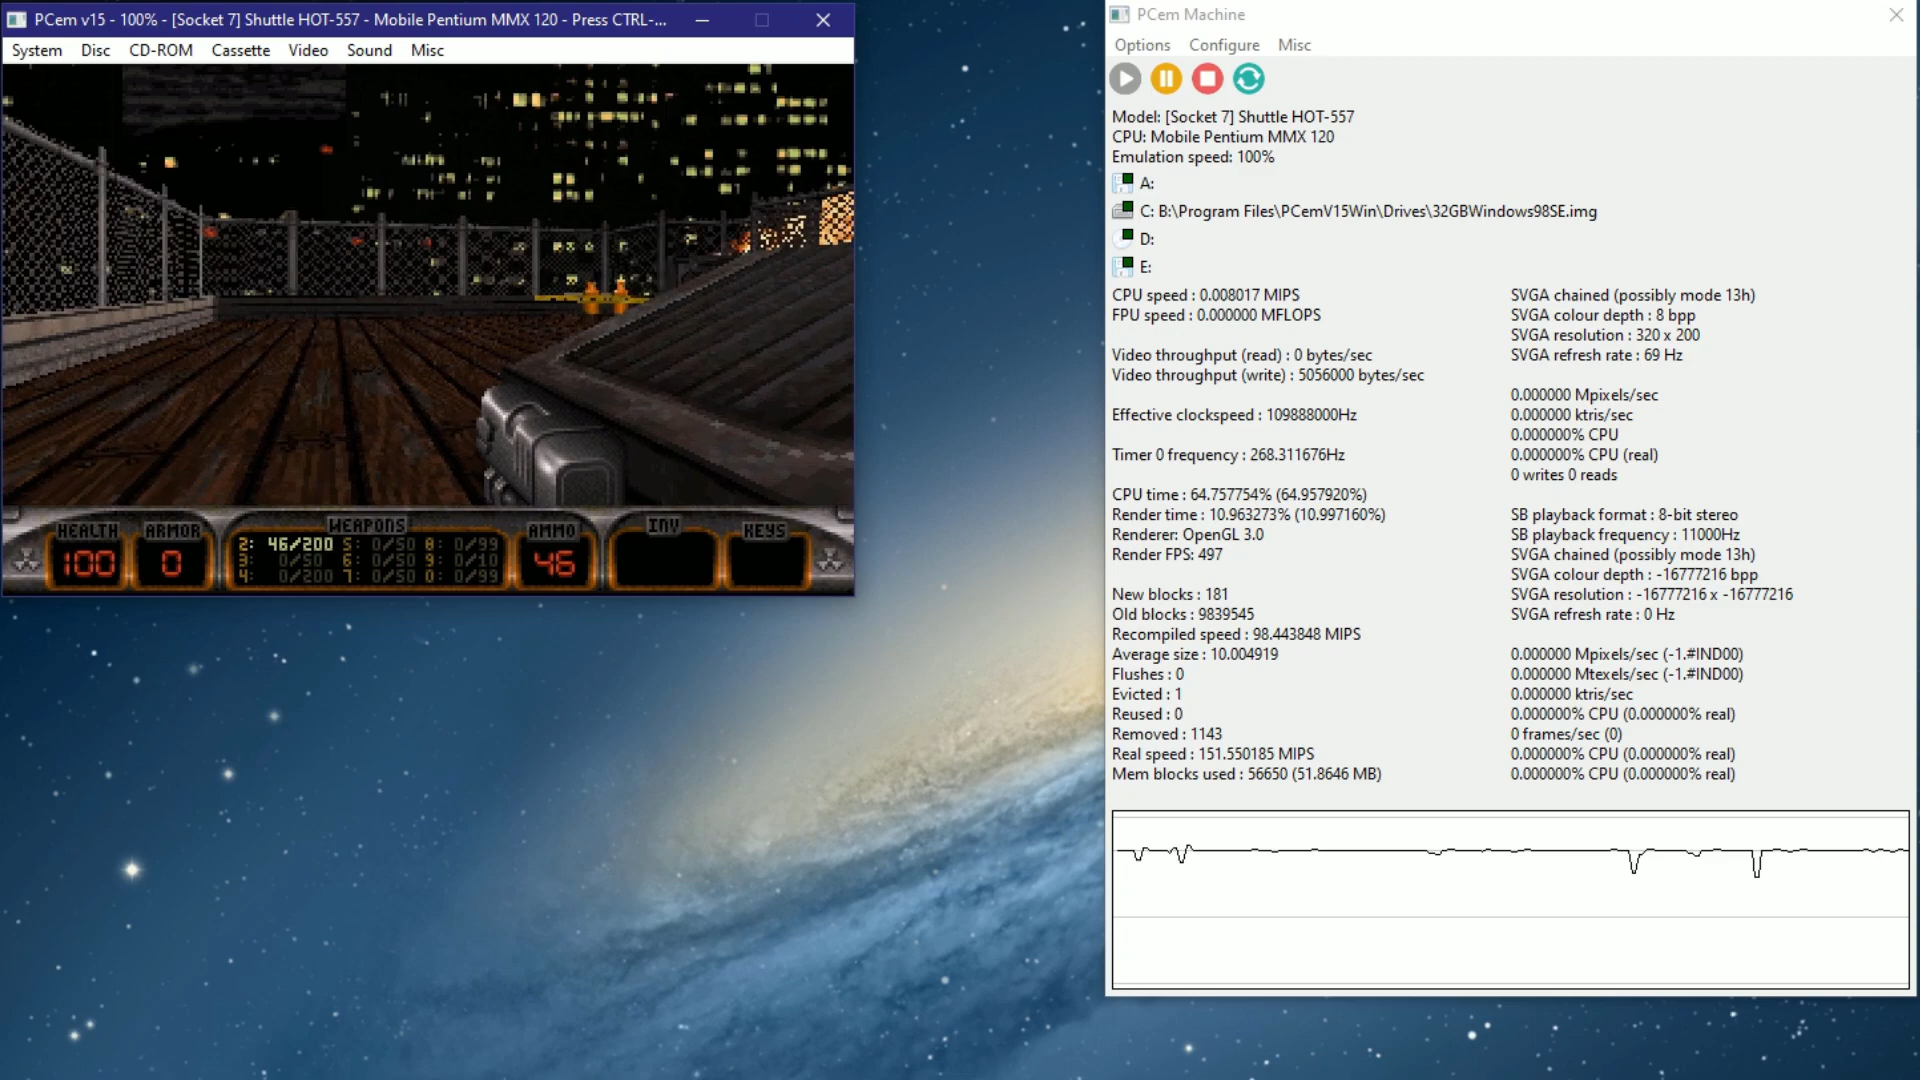 PCem v15 - 100% - [Socket 7] Shuttle HOT-557 - Mobile Pentium MMX 120 - Press CTRL-...
System Disc CD-ROM Cassette Video Sound Misc
HEALTH ARMOR WEAPONS AMMO INV KEYS
2: 46/200 5: 0/50 8: 0/99
3: 0/50 6: 0/50 9: 0/10
4: 0/200 7: 0/50 0: 0/99
100 0 46
PCem Machine
Options Configure Misc
Model: [Socket 7] Shuttle HOT-557
CPU: Mobile Pentium MMX 120
Emulation speed: 100%
A:
C: B:\Program Files\PCemV15Win\Drives\32GBWindows98SE.img
D:
E:
CPU speed : 0.008017 MIPS
FPU speed : 0.000000 MFLOPS
Video throughput (read) : 0 bytes/sec
Video throughput (write) : 5056000 bytes/sec
Effective clockspeed : 109888000Hz
Timer 0 frequency : 268.311676Hz
CPU time : 64.757754% (64.957920%)
Render time : 10.963273% (10.997160%)
Renderer: OpenGL 3.0
Render FPS: 497
New blocks : 181
Old blocks : 9839545
Recompiled speed : 98.443848 MIPS
Average size : 10.004919
Flushes : 0
Evicted : 1
Reused : 0
Removed : 1143
Real speed : 151.550185 MIPS
Mem blocks used : 56650 (51.8646 MB)
SVGA chained (possibly mode 13h)
SVGA colour depth : 8 bpp
SVGA resolution : 320 x 200
SVGA refresh rate : 69 Hz
0.000000 Mpixels/sec
0.000000 ktris/sec
0.000000% CPU
0.000000% CPU (real)
0 writes 0 reads
SB playback format : 8-bit stereo
SB playback frequency : 11000Hz
SVGA chained (possibly mode 13h)
SVGA colour depth : -16777216 bpp
SVGA resolution : -16777216 x -16777216
SVGA refresh rate : 0 Hz
0.000000 Mpixels/sec (-1.#IND00)
0.000000 Mtexels/sec (-1.#IND00)
0.000000 ktris/sec
0.000000% CPU (0.000000% real)
0 frames/sec (0)
0.000000% CPU (0.000000% real)
0.000000% CPU (0.000000% real)